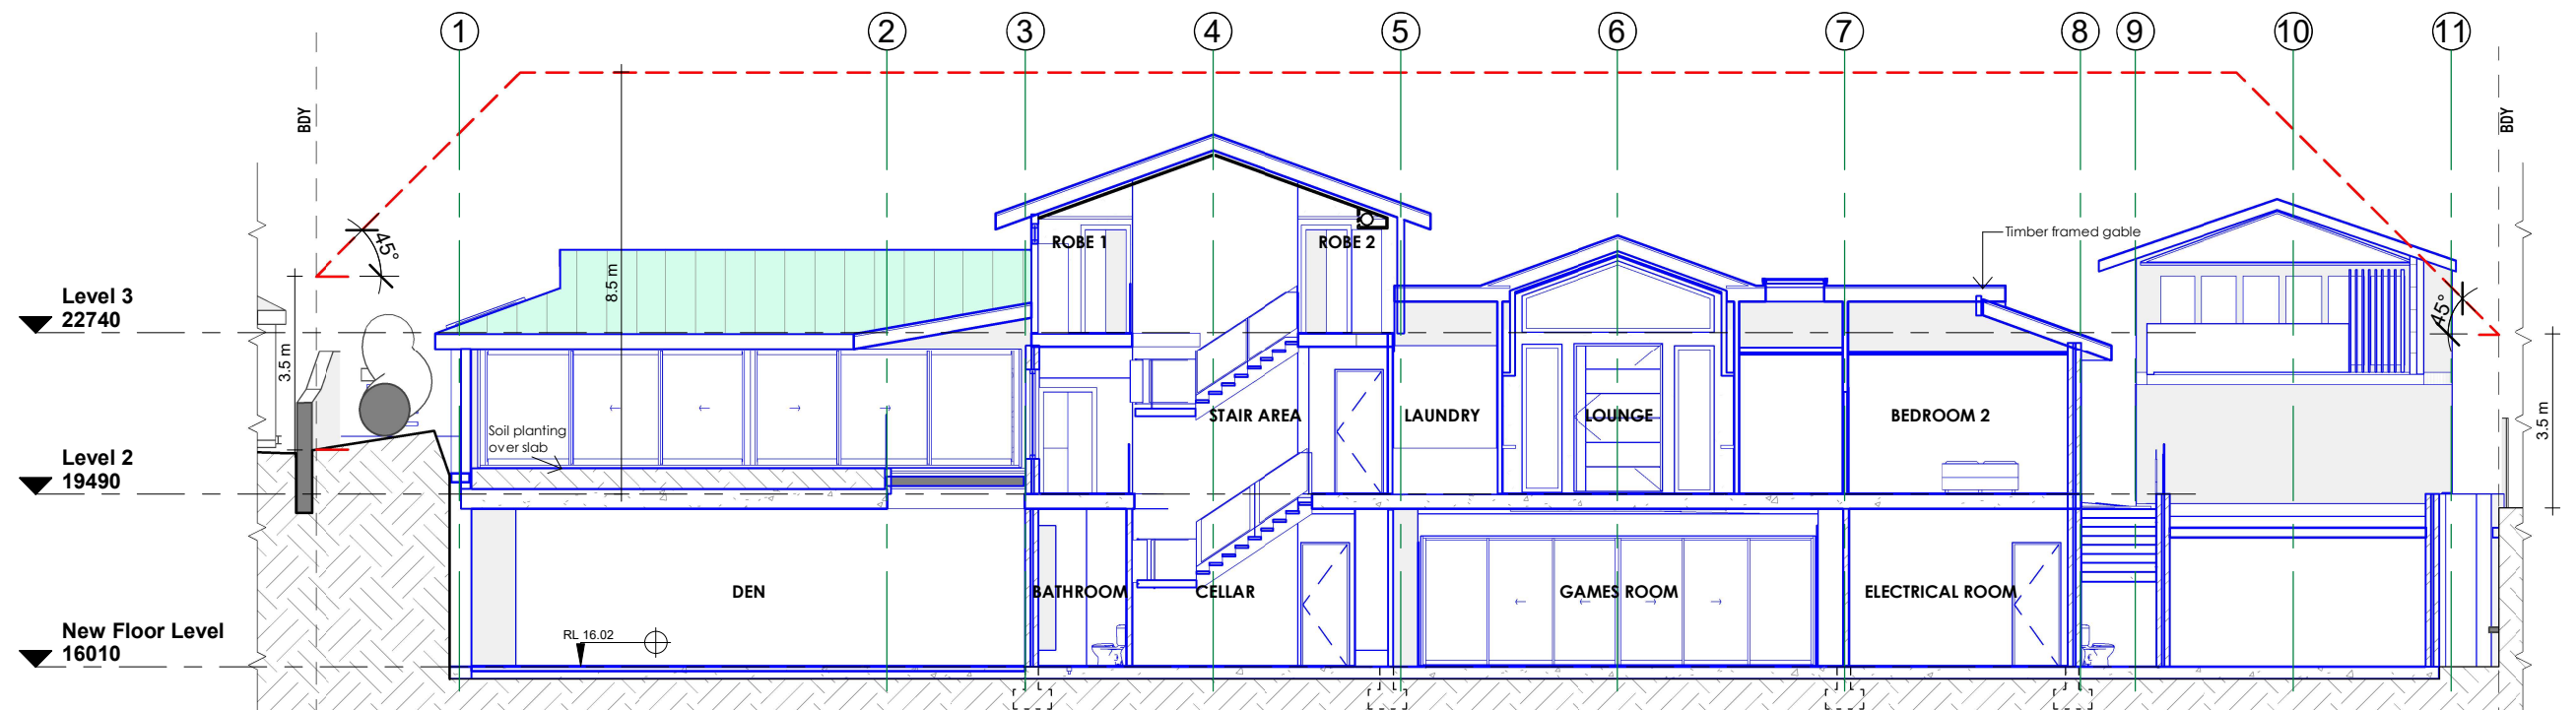 1 2 3 4 5 6 7 8 9 10 11
BDY
BDY
45°
8.5 m
ROBE 1
ROBE 2
Timber framed gable
Level 3
22740
45°
3.5 m
STAIR AREA
LAUNDRY
LOUNGE
BEDROOM 2
3.5 m
Soil planting
over slab
Level 2
19490
DEN
BATHROOM
CELLAR
GAMES ROOM
ELECTRICAL ROOM
New Floor Level
16010
RL 16.02